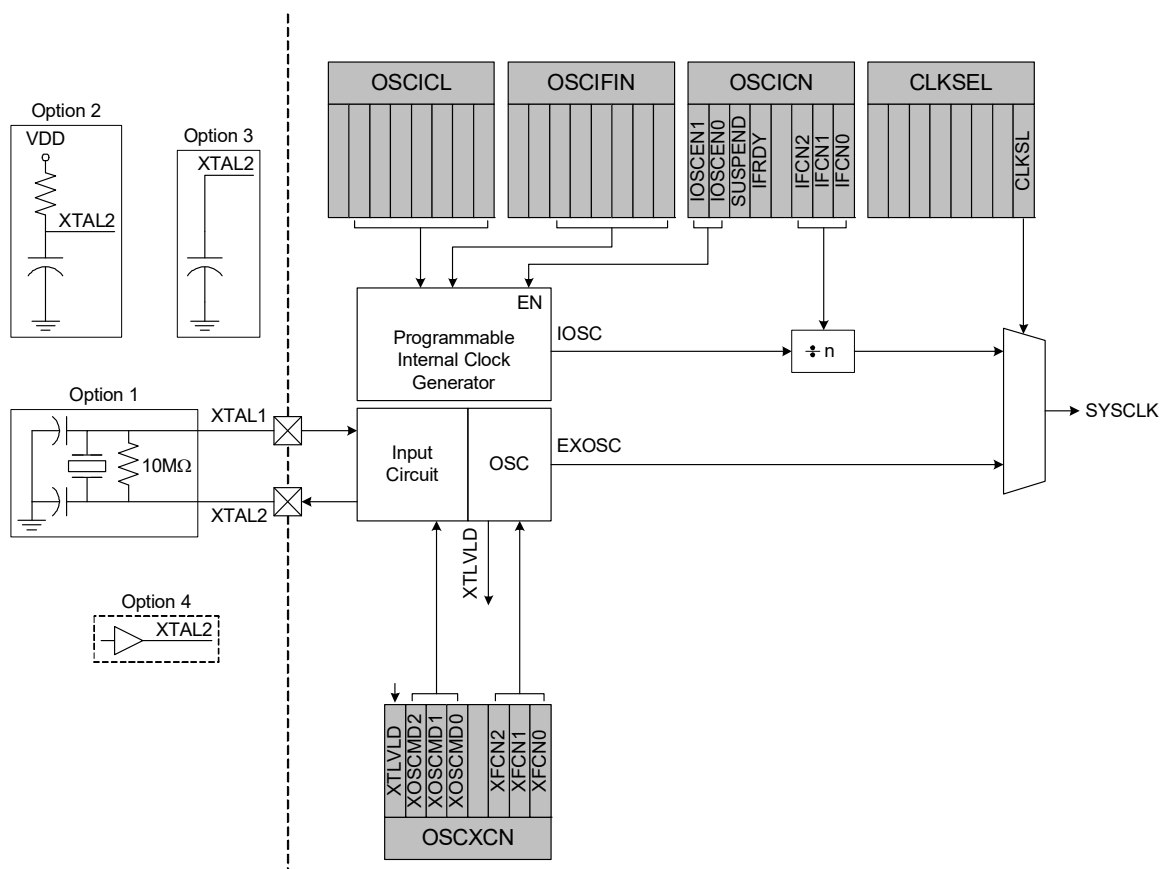 OSCICL
OSCIFIN
OSCICN
CLKSEL
IOSCEN1
IOSCEN0
SUSPEND
IFRDY
IFCN2
IFCN1
IFCN0
CLKSL
Option 2
VDD
XTAL2
Option 3
XTAL2
EN
Programmable
Internal Clock
Generator
IOSC
÷ n
SYSCLK
Option 1
10MΩ
XTAL1
XTAL2
Input
Circuit
OSC
EXOSC
XTLVLD
Option 4
XTAL2
XTLVLD
XOSCMD2
XOSCMD1
XOSCMD0
XFCN2
XFCN1
XFCN0
OSCXCN